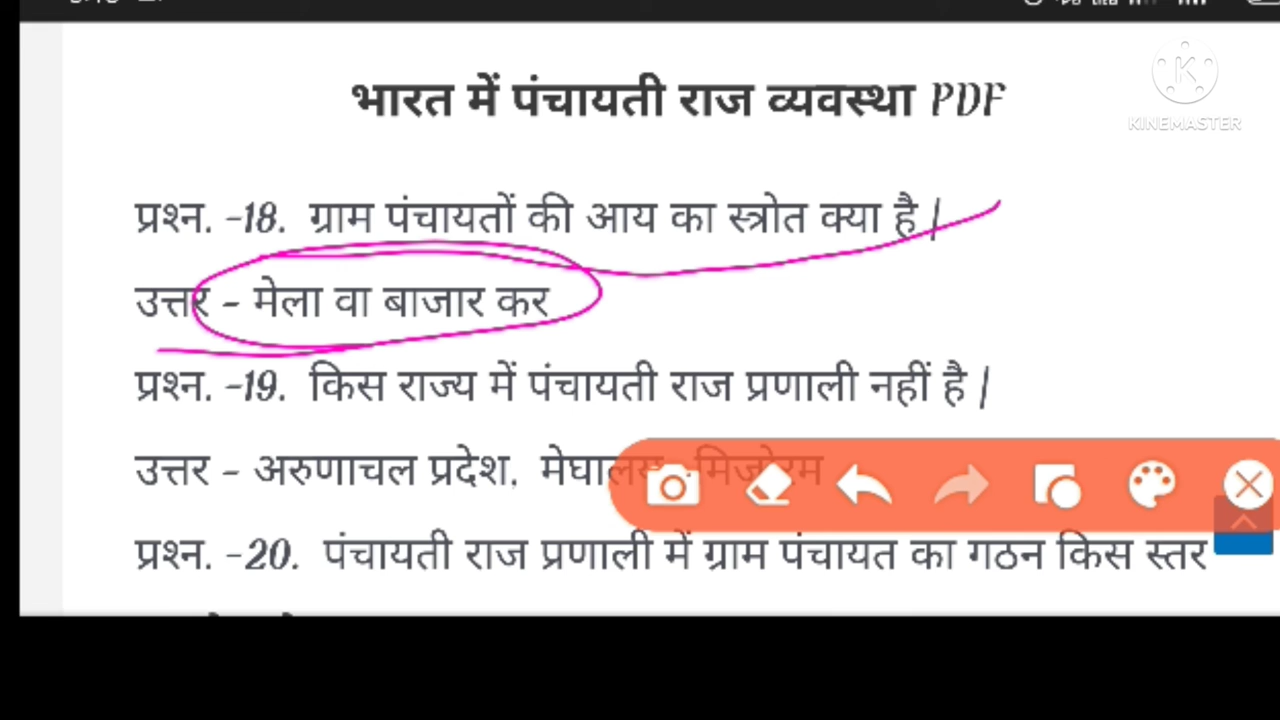 भारत में पंचायती राज व्यवस्था PDF
K
KINEMASTER
प्रश्न. -18. ग्राम पंचायतों की आय का स्त्रोत क्या है |
उत्तर - मेला वा बाजार कर
प्रश्न. -19. किस राज्य में पंचायती राज प्रणाली नहीं है |
उत्तर - अरुणाचल प्रदेश, मेघालय, मिजोरम
प्रश्न. -20. पंचायती राज प्रणाली में ग्राम पंचायत का गठन किस स्तर